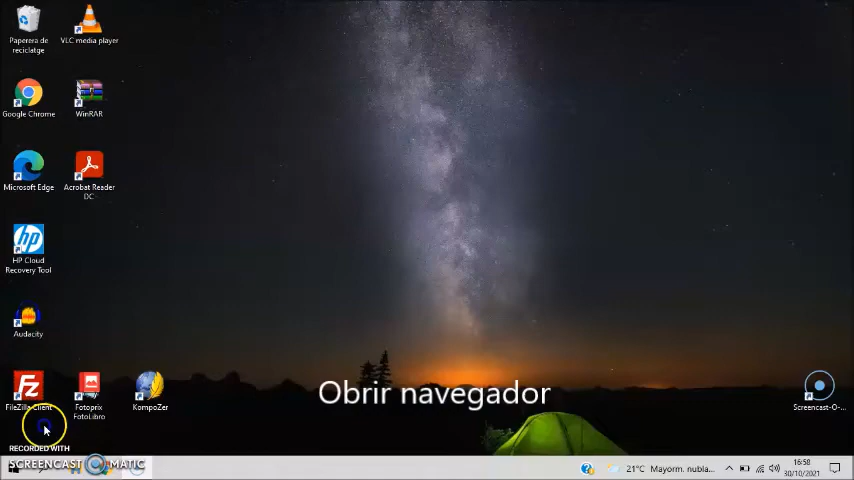 Paperera de
reciclatge
VLC media player
Google Chrome
WinRAR
Microsoft Edge
Acrobat Reader
DC
HP Cloud
Recovery Tool
Audacity
FileZilla Client
Fotoprix
FotoLibro
KompoZer
Screencast-O-...
Obrir navegador
RECORDED WITH
SCREENCAST MATIC
21°C Mayorm. nubla...
16:58
30/10/2021